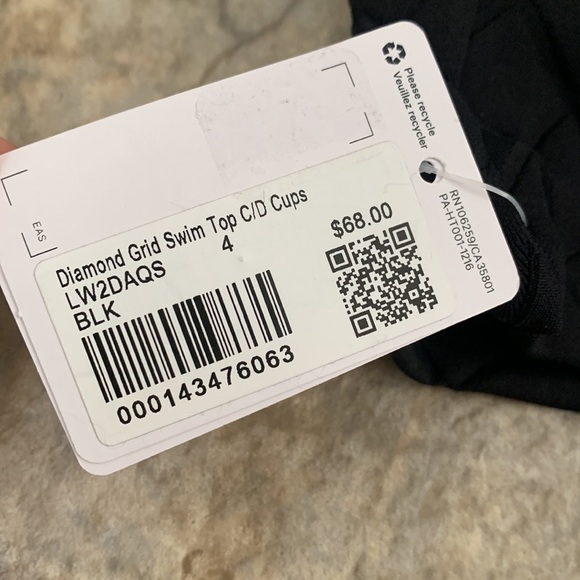 Please recycle
Veuillez recycler
RN106259/CA35801
PA-HT001-1216
EAS
Diamond Grid Swim Top C/D Cups
LW2DAQS 4 $68.00
BLK
000143476063